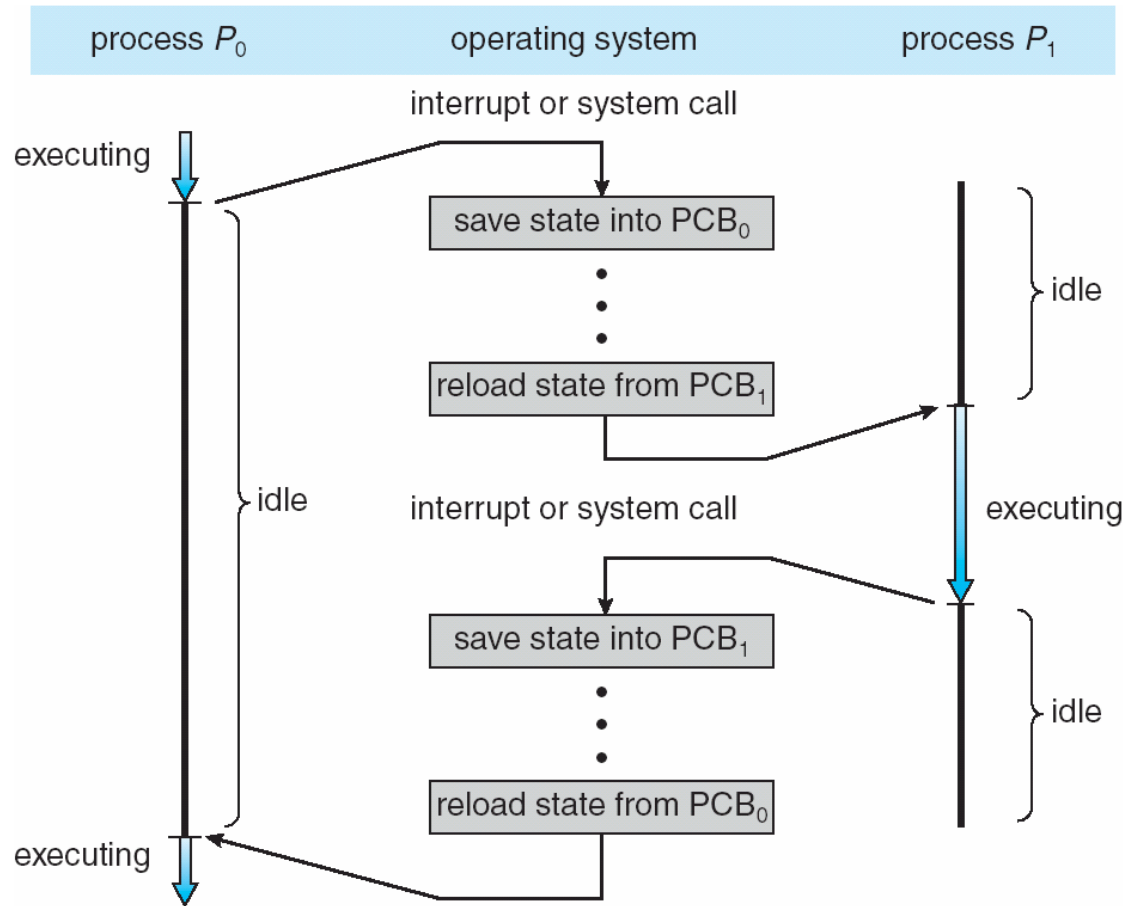 process P₀
operating system
process P₁
interrupt or system call
executing
save state into PCB₀
idle
reload state from PCB₁
idle
interrupt or system call
executing
save state into PCB₁
idle
reload state from PCB₀
executing